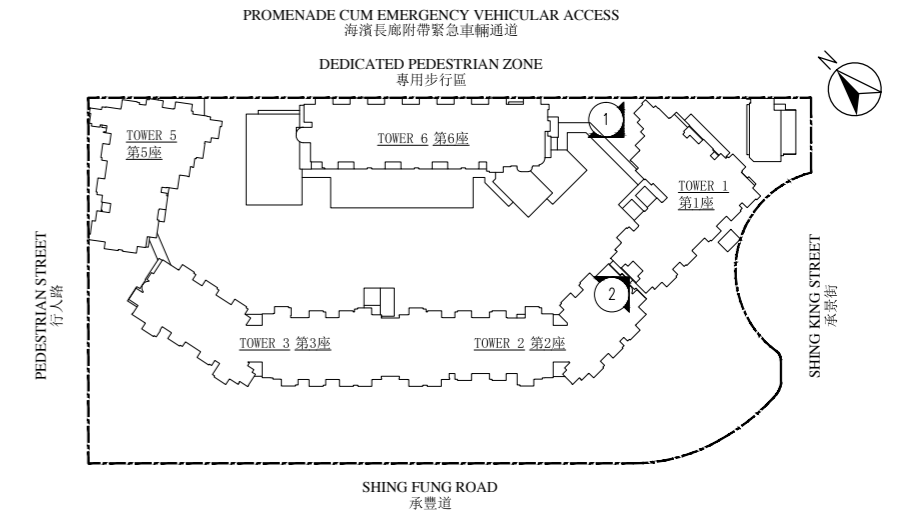 PROMENADE CUM EMERGENCY VEHICULAR ACCESS
海濱長廊附帶緊急車輛通道
DEDICATED PEDESTRIAN ZONE
專用步行區
N
TOWER 5
第5座
TOWER 6 第6座
1
TOWER 1
第1座
PEDESTRIAN STREET
行人路
SHING KING STREET
承景街
2
TOWER 3 第3座
TOWER 2 第2座
SHING FUNG ROAD
承豐道